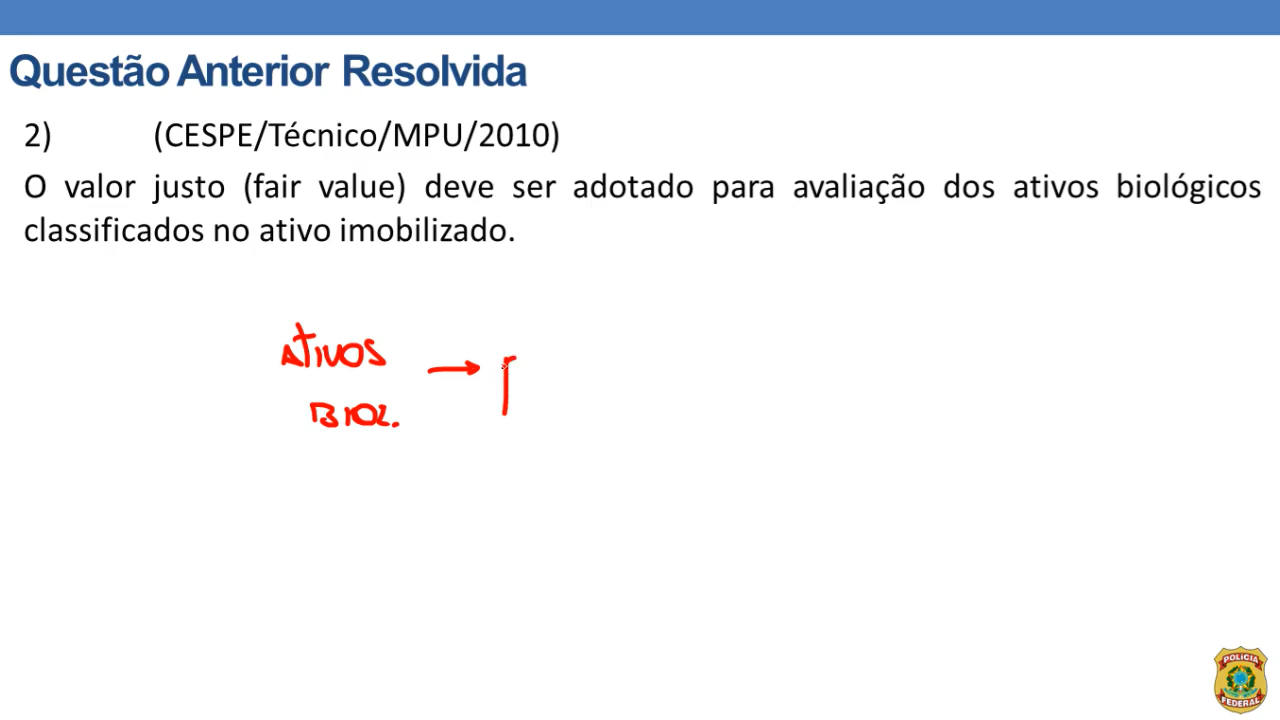 Questão Anterior Resolvida
2) (CESPE/Técnico/MPU/2010)
O valor justo (fair value) deve ser adotado para avaliação dos ativos biológicos
classificados no ativo imobilizado.
ATIVOS →
BIOL.
POLÍCIA
FEDERAL